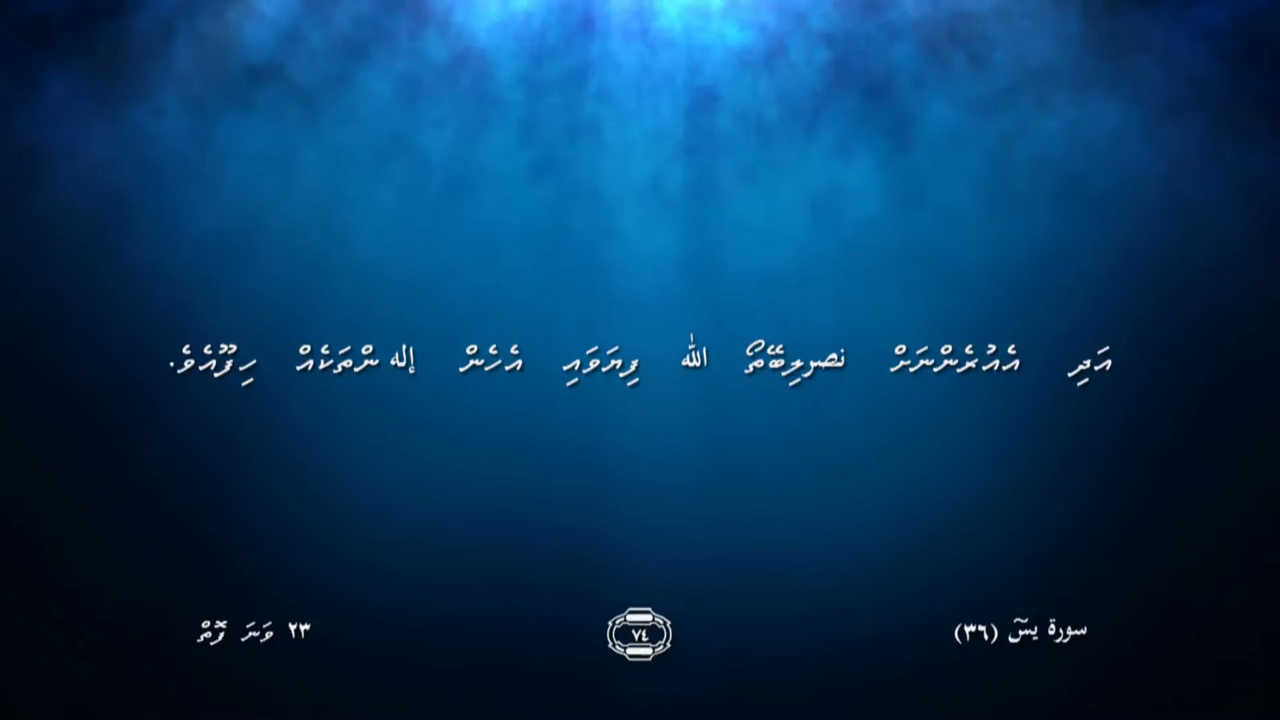 އަދި އެއުރެންނަށް نصرލިބޭތޯ الله ފިޔަވައި އެހެން إلهންތަކެއް ހިފޫއެވެ.
سورة يسٓ (٣٦)
٧٤
٢٣ ވަނަ ފޮތް